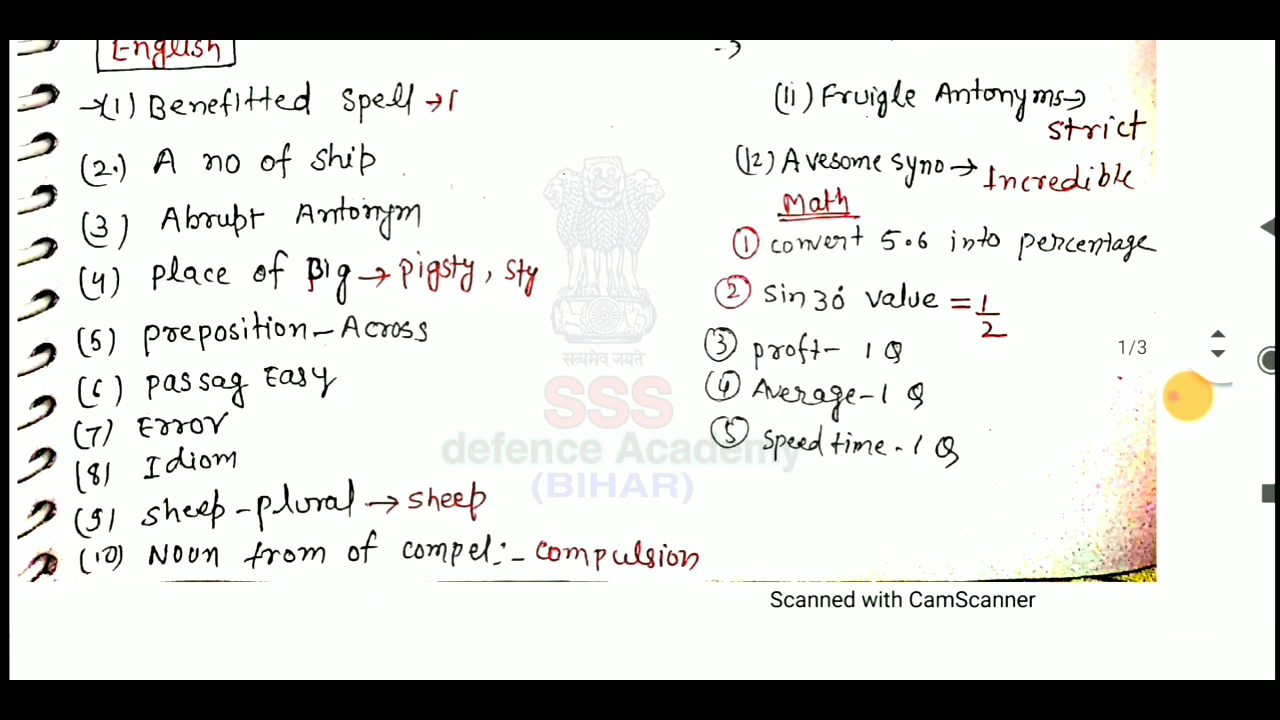 English
→(1) Benefitted Spell →
(2.) A no of ship
(3) Abrupt Antonym
(4) place of pig → pigsty, sty
(5) preposition – Across
(6) passag Easy
(7) Error
(8) Idiom
(9) sheep – plural → sheep
(10) Noun from of compel:– compulsion
→
(11) Fruigle Antonyms→
strict
(12) Avesome syno → Incredible
Math
① convert 5.6 into percentage
② sin 30° value = 1/2
③ proft – 1 Q
④ Average – 1 Q
⑤ speed time – 1 Q
सत्यमेव जयते
SSS
defence Academy
(BIHAR)
1/3
Scanned with CamScanner